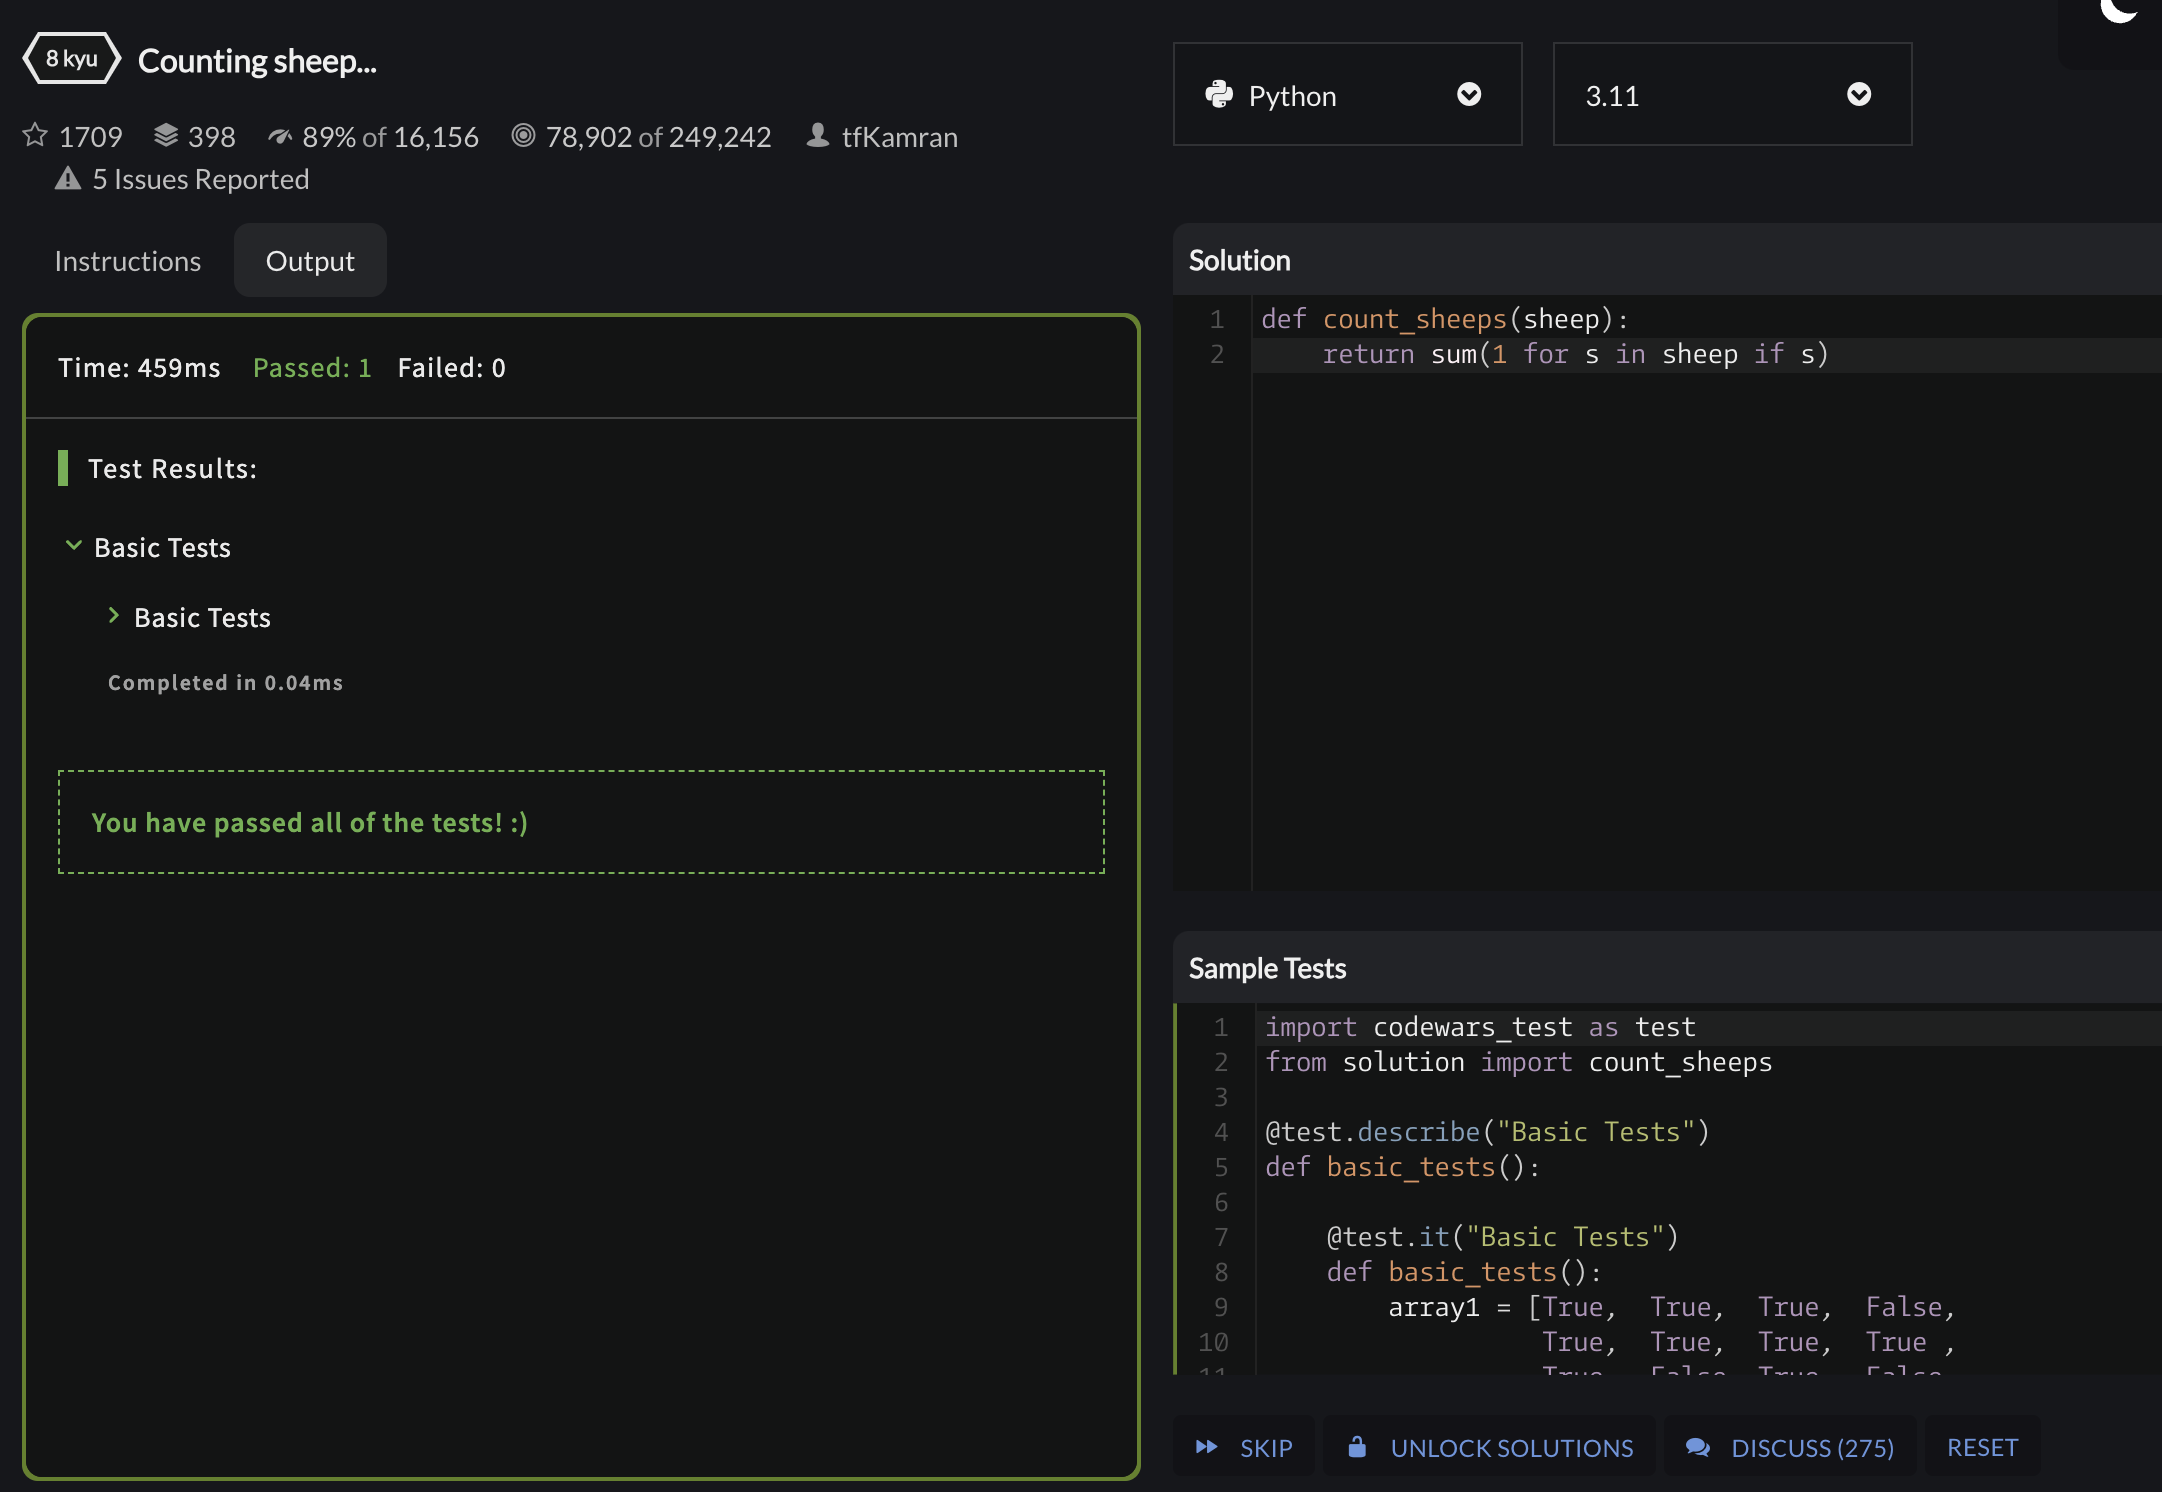 8 kyu Counting sheep...
1709 398 89% of 16,156 78,902 of 249,242 tfKamran
5 Issues Reported
Instructions Output
Time: 459ms Passed: 1 Failed: 0
Test Results:
Basic Tests
Basic Tests
Completed in 0.04ms
You have passed all of the tests! :)
Python 3.11
Solution
1 def count_sheeps(sheep):
2     return sum(1 for s in sheep if s)
Sample Tests
1 import codewars_test as test
2 from solution import count_sheeps
3
4 @test.describe("Basic Tests")
5 def basic_tests():
6
7     @test.it("Basic Tests")
8     def basic_tests():
9         array1 = [True,  True,  True,  False,
10                   True,  True,  True,  True ,
11                   True  False  True  False
SKIP UNLOCK SOLUTIONS DISCUSS (275) RESET